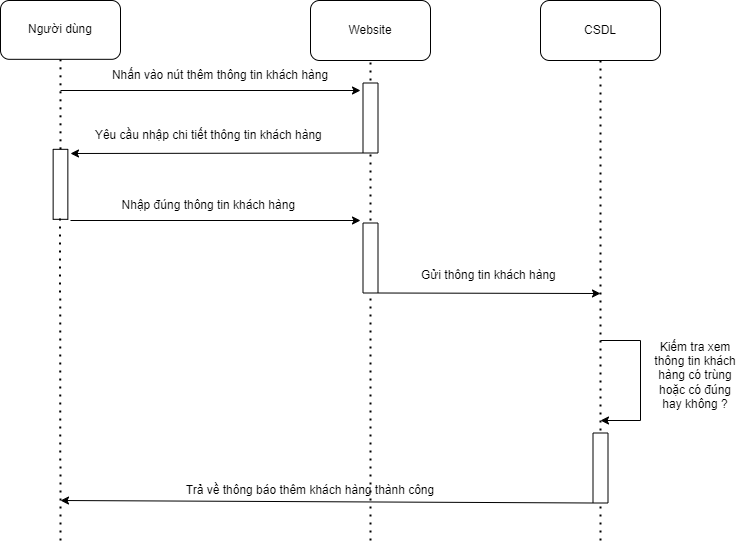 Người dùng
Website
CSDL
Nhấn vào nút thêm thông tin khách hàng
Yêu cầu nhập chi tiết thông tin khách hàng
Nhập đúng thông tin khách hàng
Gửi thông tin khách hàng
Kiểm tra xem
thông tin khách
hàng có trùng
hoặc có đúng
hay không ?
Trả về thông báo thêm khách hàng thành công